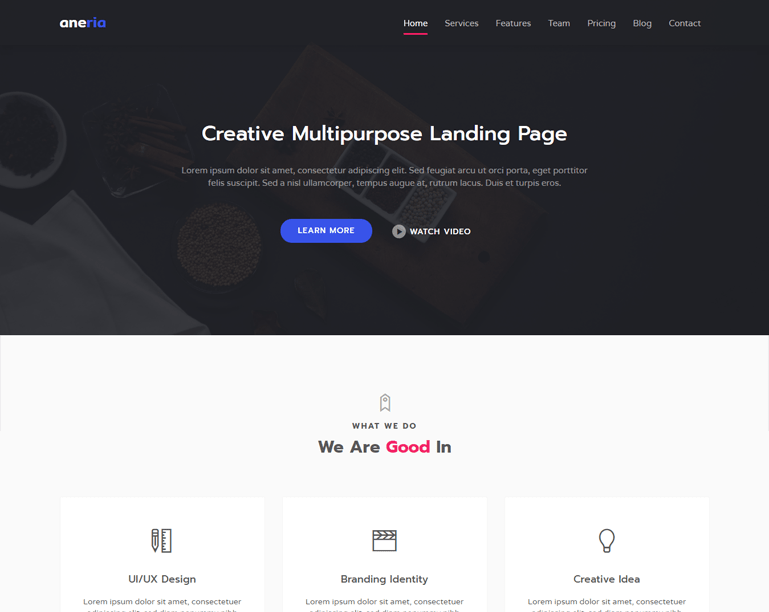 aneria
Home Services Features Team Pricing Blog Contact
Creative Multipurpose Landing Page
Lorem ipsum dolor sit amet, consectetur adipiscing elit. Sed feugiat arcu ut orci porta, eget porttitor
felis suscipit. Sed a nisl ullamcorper, tempus augue at, rutrum lacus. Duis et turpis eros.
LEARN MORE WATCH VIDEO
WHAT WE DO
We Are Good In
UI/UX Design Branding Identity Creative Idea
Lorem ipsum dolor sit amet, consectetuer Lorem ipsum dolor sit amet, consectetuer Lorem ipsum dolor sit amet, consectetuer